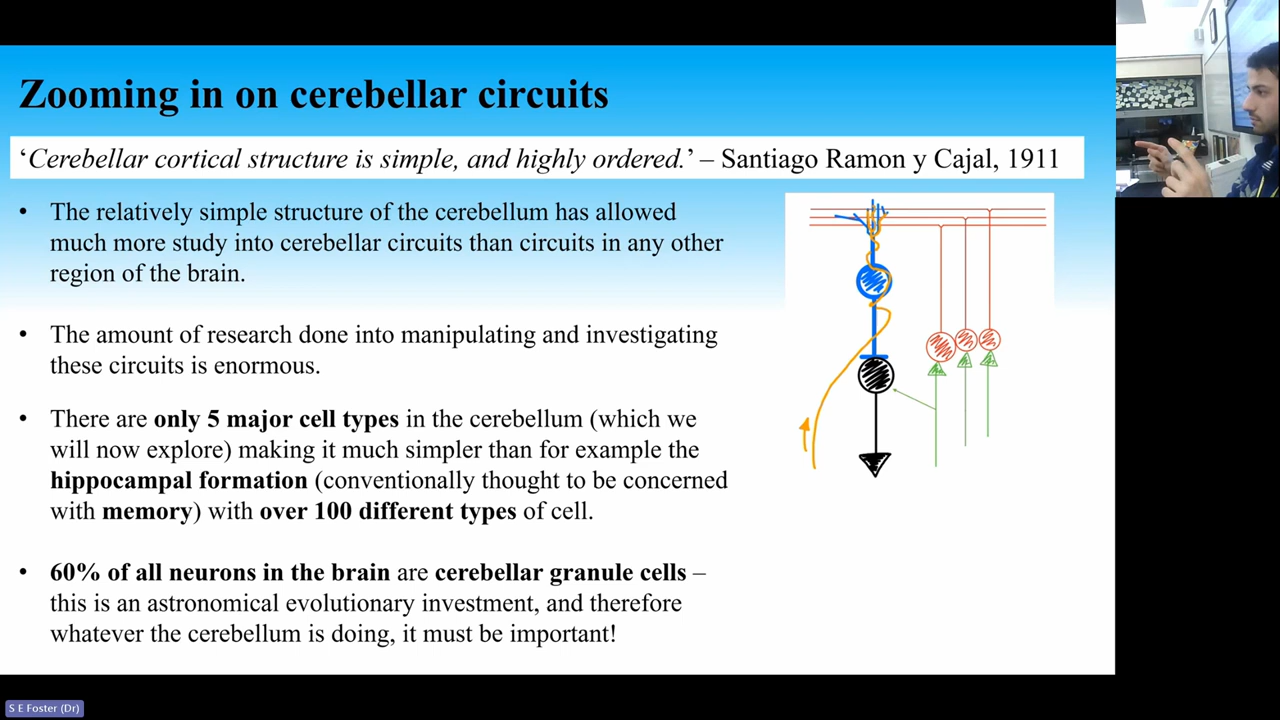 Zooming in on cerebellar circuits
‘Cerebellar cortical structure is simple, and highly ordered.’ – Santiago Ramon y Cajal, 1911
• The relatively simple structure of the cerebellum has allowed
much more study into cerebellar circuits than circuits in any other
region of the brain.
• The amount of research done into manipulating and investigating
these circuits is enormous.
• There are only 5 major cell types in the cerebellum (which we
will now explore) making it much simpler than for example the
hippocampal formation (conventionally thought to be concerned
with memory) with over 100 different types of cell.
• 60% of all neurons in the brain are cerebellar granule cells –
this is an astronomical evolutionary investment, and therefore
whatever the cerebellum is doing, it must be important!
S E Foster (Dr)